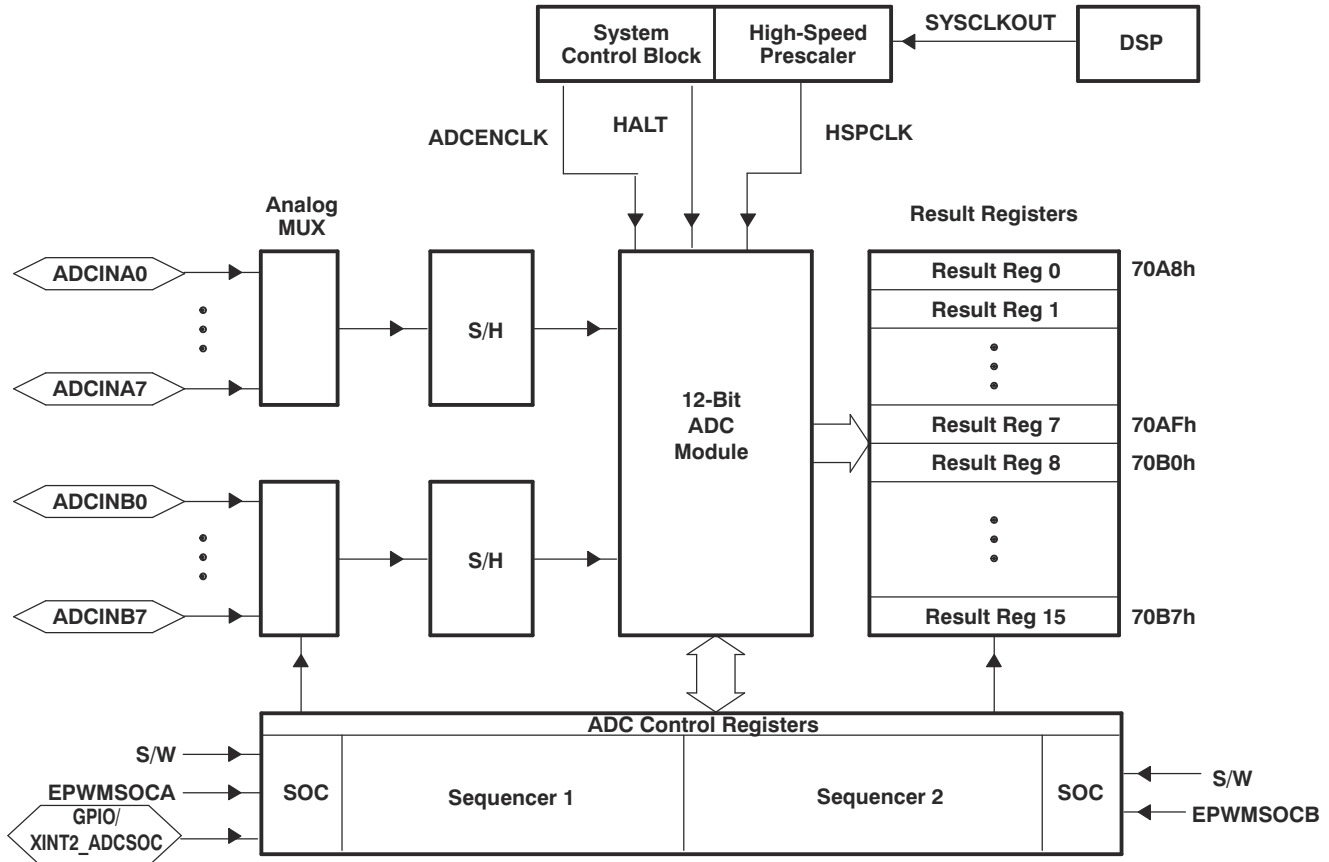 System
Control Block
High-Speed
Prescaler
SYSCLKOUT
DSP
ADCENCLK
HALT
HSPCLK
Analog
MUX
Result Registers
ADCINA0
ADCINA7
S/H
12-Bit
ADC
Module
Result Reg 0
70A8h
Result Reg 1
Result Reg 7
70AFh
Result Reg 8
70B0h
ADCINB0
ADCINB7
S/H
Result Reg 15
70B7h
ADC Control Registers
S/W
EPWMSOCA
GPIO/
XINT2_ADCSOC
SOC
Sequencer 1
Sequencer 2
SOC
S/W
EPWMSOCB